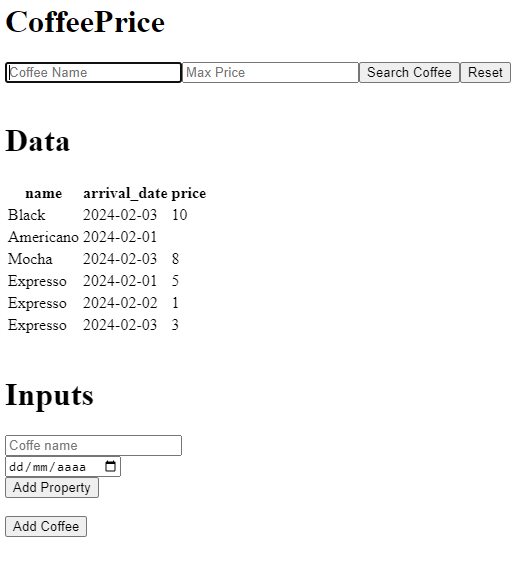 CoffeePrice
Coffee Name Max Price Search Coffee Reset
Data
name arrival_date price
Black 2024-02-03 10
Americano 2024-02-01
Mocha 2024-02-03 8
Expresso 2024-02-01 5
Expresso 2024-02-02 1
Expresso 2024-02-03 3
Inputs
Coffe name
dd/mm/aaaa
Add Property
Add Coffee